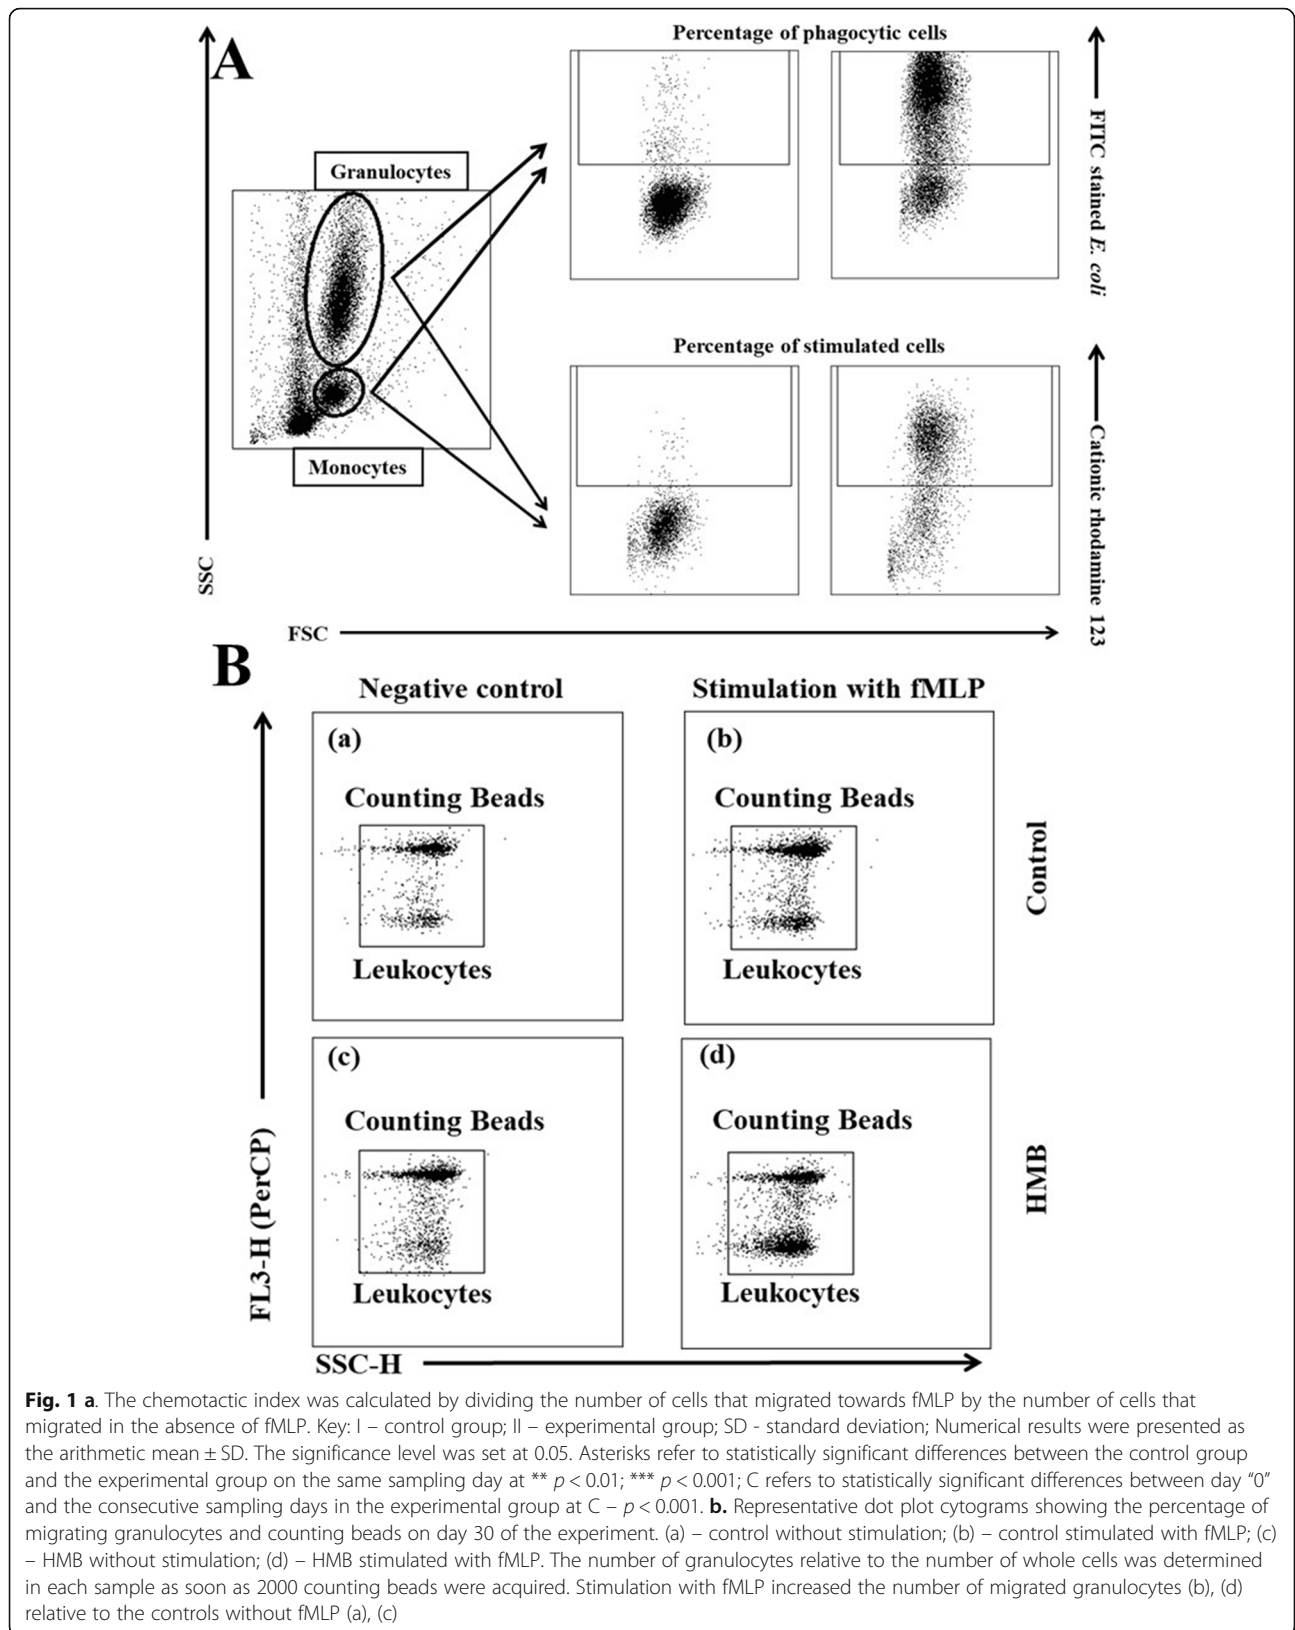 A
Percentage of phagocytic cells
Granulocytes
FITC stained E. coli
Percentage of stimulated cells
Monocytes
Cationic rhodamine 123
SSC
FSC
B
Negative control
Stimulation with fMLP
(a)
(b)
Counting Beads
Counting Beads
Control
Leukocytes
Leukocytes
(c)
(d)
Counting Beads
Counting Beads
HMB
FL3-H (PerCP)
Leukocytes
Leukocytes
SSC-H
Fig. 1 a. The chemotactic index was calculated by dividing the number of cells that migrated towards fMLP by the number of cells that
migrated in the absence of fMLP. Key: I – control group; II – experimental group; SD - standard deviation; Numerical results were presented as
the arithmetic mean ± SD. The significance level was set at 0.05. Asterisks refer to statistically significant differences between the control group
and the experimental group on the same sampling day at ** p < 0.01; *** p < 0.001; C refers to statistically significant differences between day “0”
and the consecutive sampling days in the experimental group at C – p < 0.001. b. Representative dot plot cytograms showing the percentage of
migrating granulocytes and counting beads on day 30 of the experiment. (a) – control without stimulation; (b) – control stimulated with fMLP; (c)
– HMB without stimulation; (d) – HMB stimulated with fMLP. The number of granulocytes relative to the number of whole cells was determined
in each sample as soon as 2000 counting beads were acquired. Stimulation with fMLP increased the number of migrated granulocytes (b), (d)
relative to the controls without fMLP (a), (c)